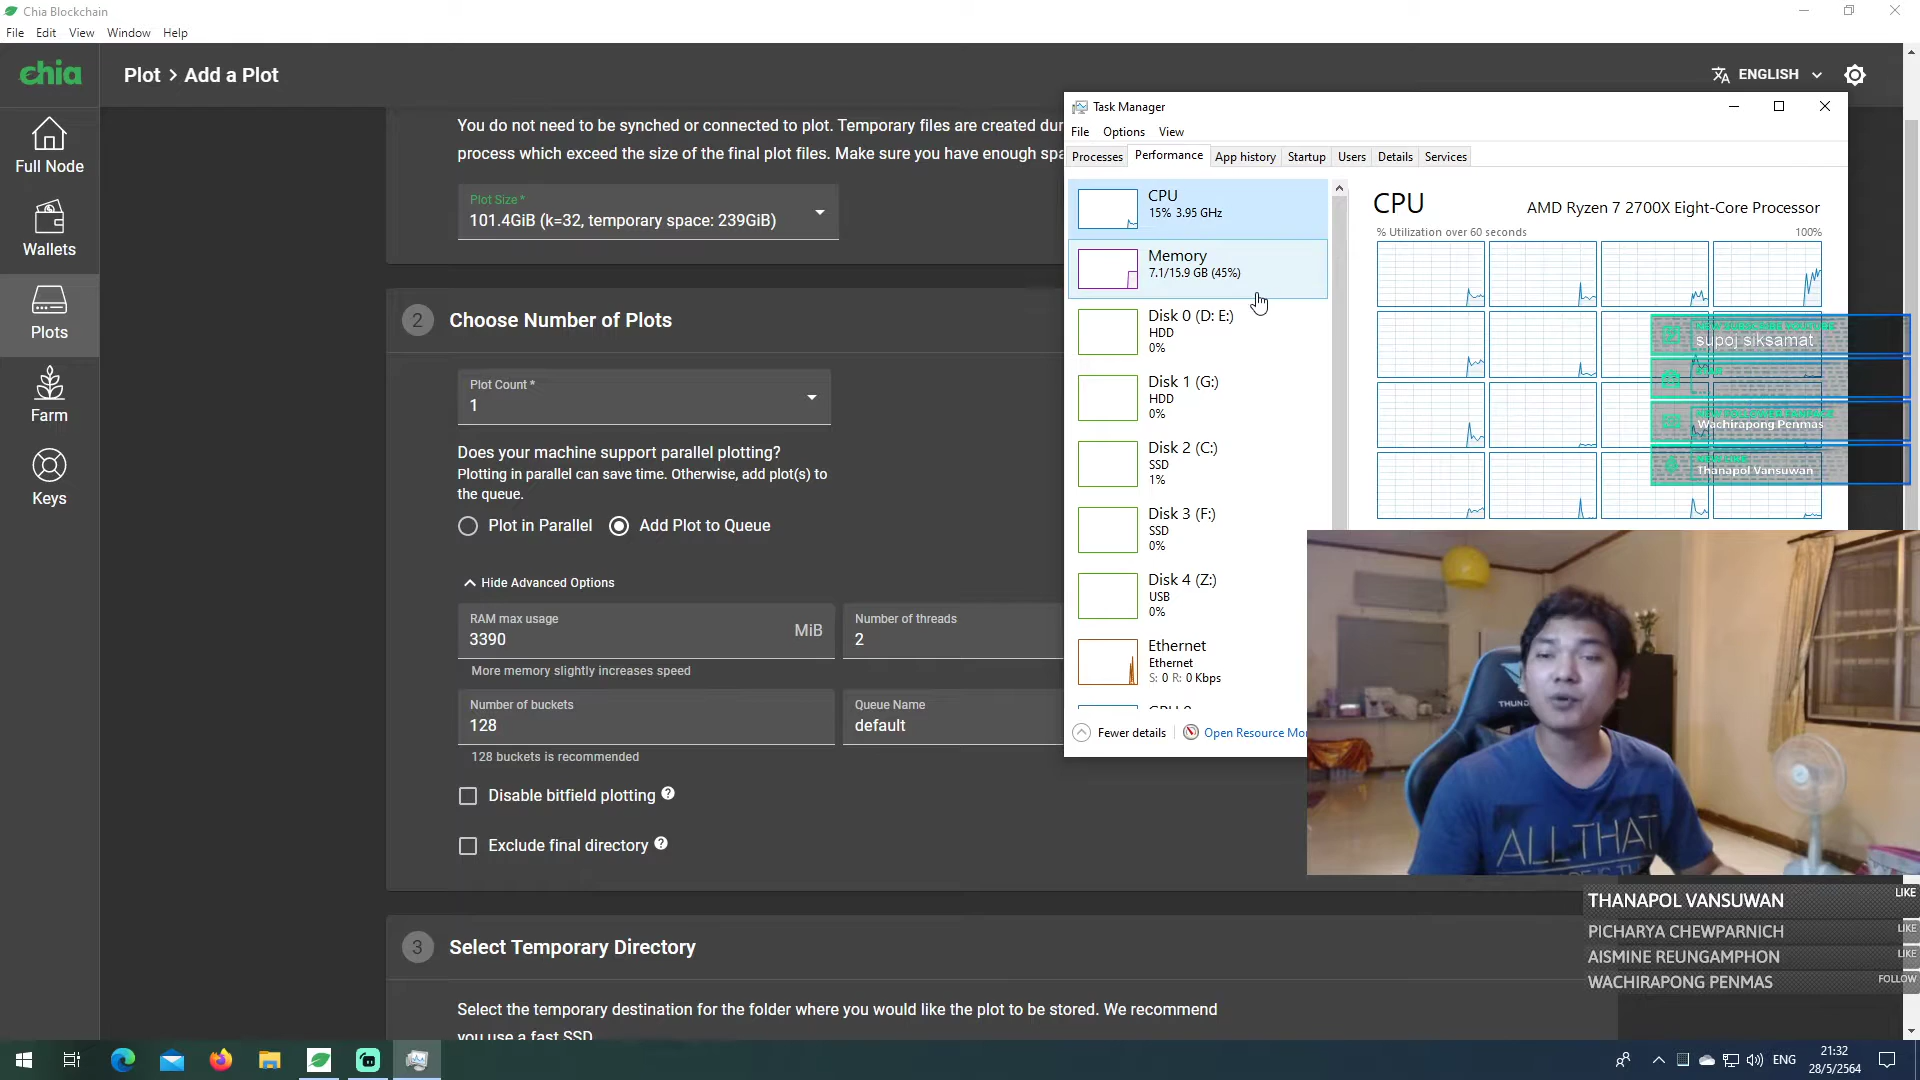 Chia Blockchain
File Edit View Window Help
chia
Plot > Add a Plot
ENGLISH
Full Node
Wallets
Plots
Farm
Keys
You do not need to be synched or connected to plot. Temporary files are created
process which exceed the size of the final plot files. Make sure you have enough
Plot Size *
101.4GiB (k=32, temporary space: 239GiB)
2 Choose Number of Plots
Plot Count *
1
Does your machine support parallel plotting?
Plotting in parallel can save time. Otherwise, add plot(s) to
the queue.
Plot in Parallel Add Plot to Queue
Hide Advanced Options
RAM max usage
3390 MiB
More memory slightly increases speed
Number of threads
2
Number of buckets
128
128 buckets is recommended
Queue Name
default
Disable bitfield plotting
Exclude final directory
3 Select Temporary Directory
Select the temporary destination for the folder where you would like the plot to be stored. We recommend
you use a fast SSD.
Task Manager
File Options View
Processes Performance App history Startup Users Details Services
CPU
15% 3.95 GHz
Memory
7.1/15.9 GB (45%)
Disk 0 (D: E:)
HDD
0%
Disk 1 (G:)
HDD
0%
Disk 2 (C:)
SSD
1%
Disk 3 (F:)
SSD
0%
Disk 4 (Z:)
USB
0%
Ethernet
Ethernet
S: 0 R: 0 Kbps
Fewer details Open Resource
CPU AMD Ryzen 7 2700X Eight-Core Processor
% Utilization over 60 seconds 100%
supoj siksamat
Wachirapong Penmas
Thanapol Vansuwan
THUND
ALL THAT
THANAPOL VANSUWAN LIKE
PICHARYA CHEWPARNICH LIKE
AISMINE REUNGAMPHON LIKE
WACHIRAPONG PENMAS FOLLOW
ENG
21:32
28/5/2564